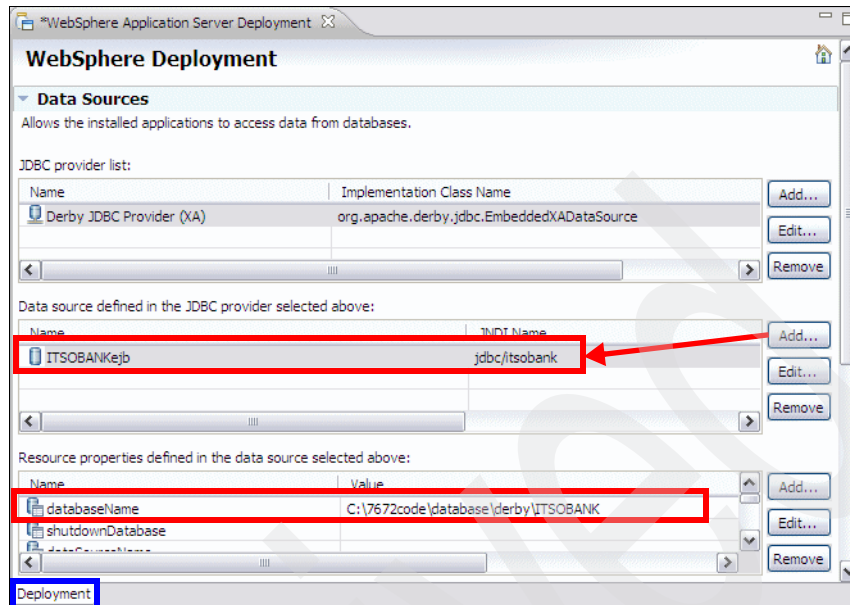 *WebSphere Application Server Deployment
WebSphere Deployment
Data Sources
Allows the installed applications to access data from databases.
JDBC provider list:
Name Implementation Class Name
Add...
Derby JDBC Provider (XA) org.apache.derby.jdbc.EmbeddedXADataSource
Edit...
Remove
Data source defined in the JDBC provider selected above:
Name JNDI Name
Add...
ITSOBANKejb jdbc/itsobank
Edit...
Remove
Resource properties defined in the data source selected above:
Name Value
Add...
databaseName C:\7672code\database\derby\ITSOBANK
shutdownDatabase
Edit...
dataSourceName
Remove
Deployment